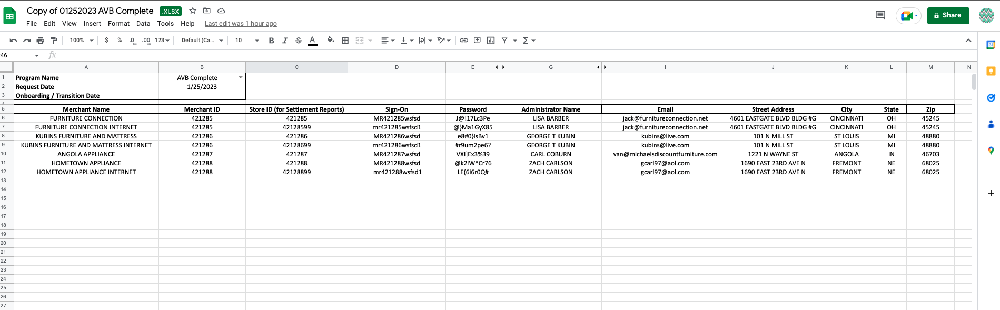 Copy of 01252023 AVB Complete .XLSX
File Edit View Insert Format Data Tools Help Last edit was 1 hour ago
Share
100% $ % .0 .00 123 Default (Ca... 10 B I S A
31
46 fx
A B C D E G I J K L M N
1 Program Name AVB Complete
2 Request Date 1/25/2023
3 Onboarding / Transition Date
4
5 Merchant Name Merchant ID Store ID (for Settlement Reports) Sign-On Password Administrator Name Email Street Address City State Zip
6 FURNITURE CONNECTION 421285 421285 MR421285wsfsd J@!17Lc3Pe LISA BARBER jack@furnitureconnection.net 4601 EASTGATE BLVD BLDG #G CINCINNATI OH 45245
7 FURNITURE CONNECTION INTERNET 421285 42128599 mr421285wsfsd1 @}Ma1GyX85 LISA BARBER jack@furnitureconnection.net 4601 EASTGATE BLVD BLDG #G CINCINNATI OH 45245
8 KUBINS FURNITURE AND MATTRESS 421286 421286 MR421286wsfsd e8#0}IsBv1 GEORGE T KUBIN kubins@live.com 101 N MILL ST ST LOUIS MI 48880
9 KUBINS FURNITURE AND MATTRESS INTERNET 421286 42128699 mr421286wsfsd1 #r9um2pe6? GEORGE T KUBIN kubins@live.com 101 N MILL ST ST LOUIS MI 48880
10 ANGOLA APPLIANCE 421287 421287 MR421287wsfsd VXI]Ex3%39 CARL COBURN van@michaelsdiscountfurniture.com 1221 N WAYNE ST ANGOLA IN 46703
11 HOMETOWN APPLIANCE 421288 421288 MR421288wsfsd @k2lW^Cr76 ZACH CARLSON gcarl97@aol.com 1690 EAST 23RD AVE N FREMONT NE 68025
12 HOMETOWN APPLIANCE INTERNET 421288 42128899 mr421288wsfsd1 LE(6i6r0Q# ZACH CARLSON gcarl97@aol.com 1690 EAST 23RD AVE N FREMONT NE 68025
13
14
15
16
17
18
19
20
21
22
23
24
25
26
27